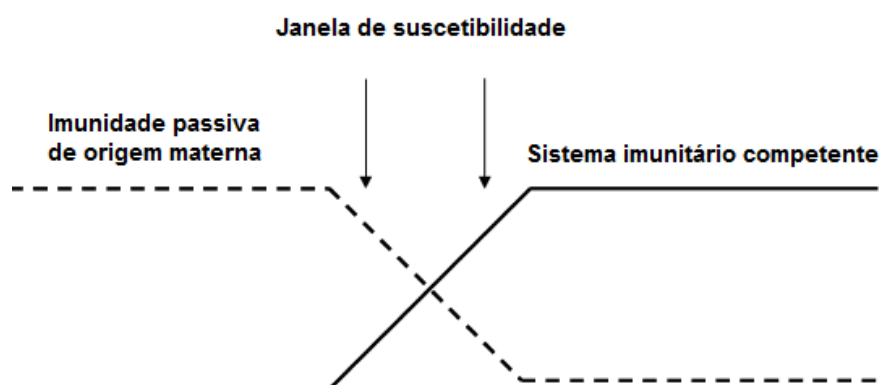 Janela de suscetibilidade
Imunidade passiva
de origem materna
Sistema imunitário competente